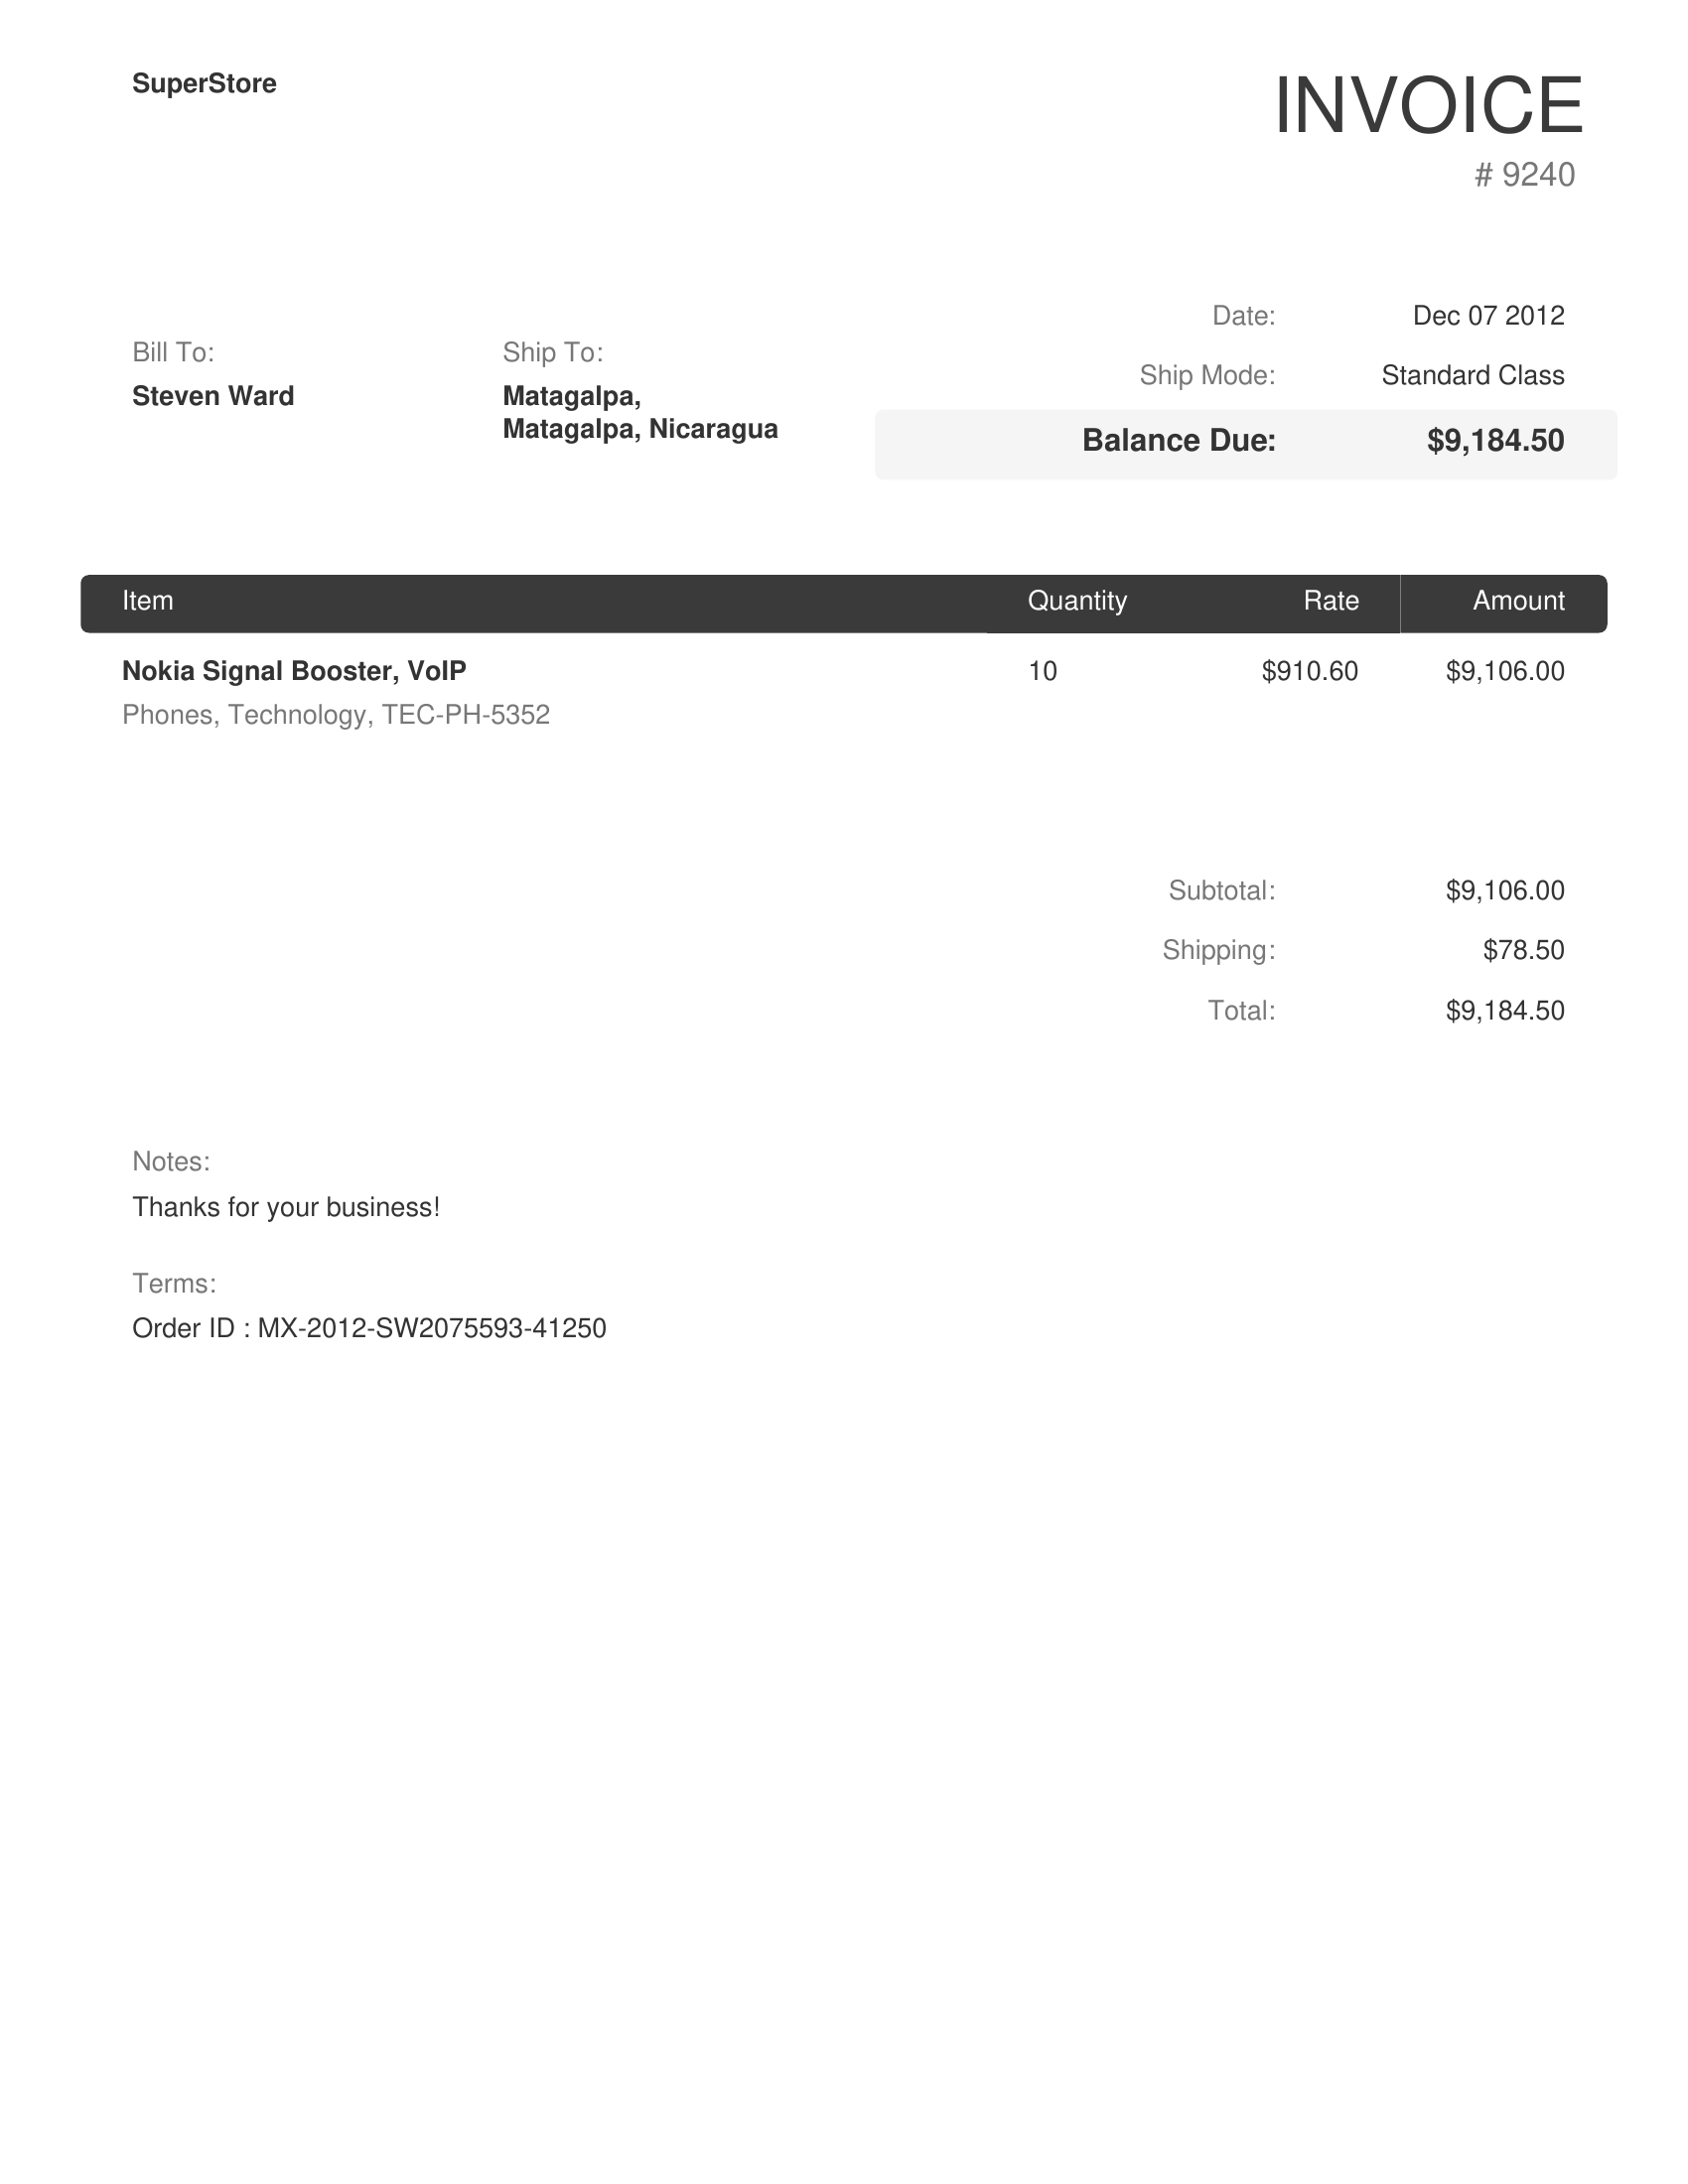 SuperStore
INVOICE
# 9240
Date: Dec 07 2012
Ship Mode: Standard Class
Balance Due: $9,184.50
Bill To:
Steven Ward
Ship To:
Matagalpa,
Matagalpa, Nicaragua
Item Quantity Rate Amount
Nokia Signal Booster, VoIP 10 $910.60 $9,106.00
Phones, Technology, TEC-PH-5352
Subtotal: $9,106.00
Shipping: $78.50
Total: $9,184.50
Notes:
Thanks for your business!
Terms:
Order ID : MX-2012-SW2075593-41250